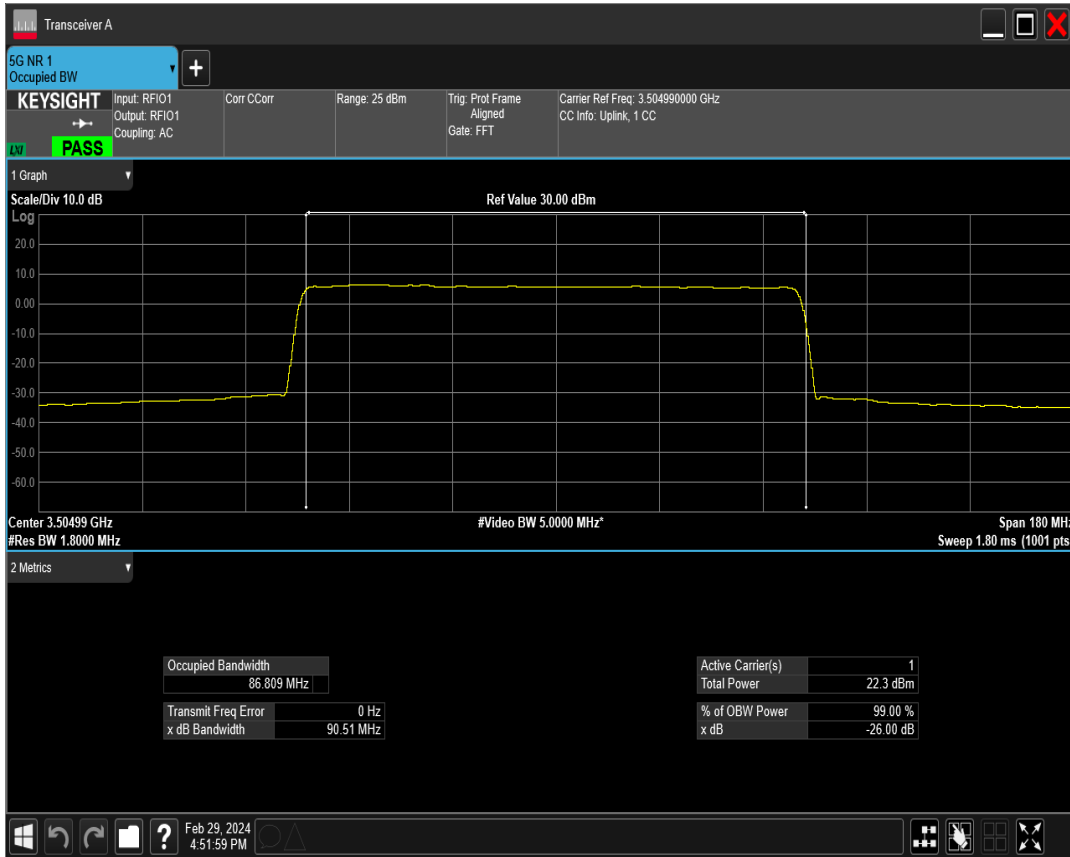 Transceiver A
5G NR 1
Occupied BW
+
KEYSIGHT
LXI
PASS
Input: RFIO1
Output: RFIO1
Coupling: AC
Corr CCorr
Range: 25 dBm
Trig: Prot Frame
Aligned
Gate: FFT
Carrier Ref Freq: 3.504990000 GHz
CC Info: Uplink, 1 CC
1 Graph
Scale/Div 10.0 dB
Ref Value 30.00 dBm
Log
20.0
10.0
0.00
-10.0
-20.0
-30.0
-40.0
-50.0
-60.0
Center 3.50499 GHz
#Video BW 5.0000 MHz*
Span 180 MHz
#Res BW 1.8000 MHz
Sweep 1.80 ms (1001 pts
2 Metrics
Occupied Bandwidth
86.809 MHz
Transmit Freq Error 0 Hz
x dB Bandwidth 90.51 MHz
Active Carrier(s) 1
Total Power 22.3 dBm
% of OBW Power 99.00 %
x dB -26.00 dB
?
Feb 29, 2024
4:51:59 PM